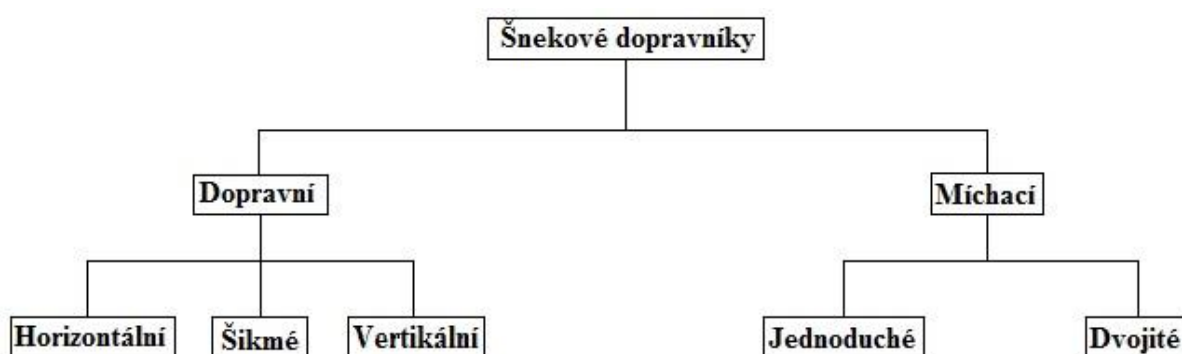 Šnekové dopravníky
Dopravní
Míchací
Horizontální
Šikmé
Vertikální
Jednoduché
Dvojité